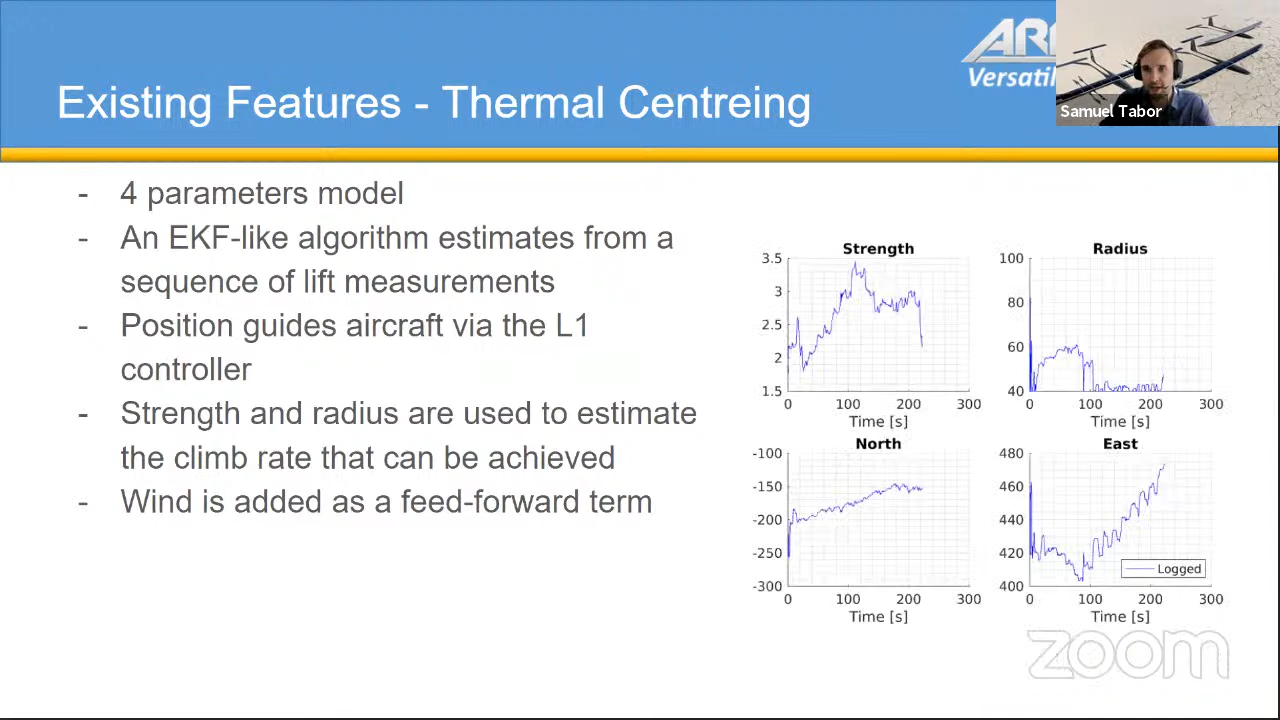 Existing Features - Thermal Centreing
Samuel Tabor
- 4 parameters model
- An EKF-like algorithm estimates from a
sequence of lift measurements
- Position guides aircraft via the L1
controller
- Strength and radius are used to estimate
the climb rate that can be achieved
- Wind is added as a feed-forward term
Strength
3.5
3
2.5
2
1.5
0 100 200 300
Time [s]
Radius
100
80
60
40
0 100 200 300
Time [s]
North
-100
-150
-200
-250
-300
0 100 200 300
Time [s]
East
480
460
440
420
400
Logged
0 100 200 300
Time [s]
zoom